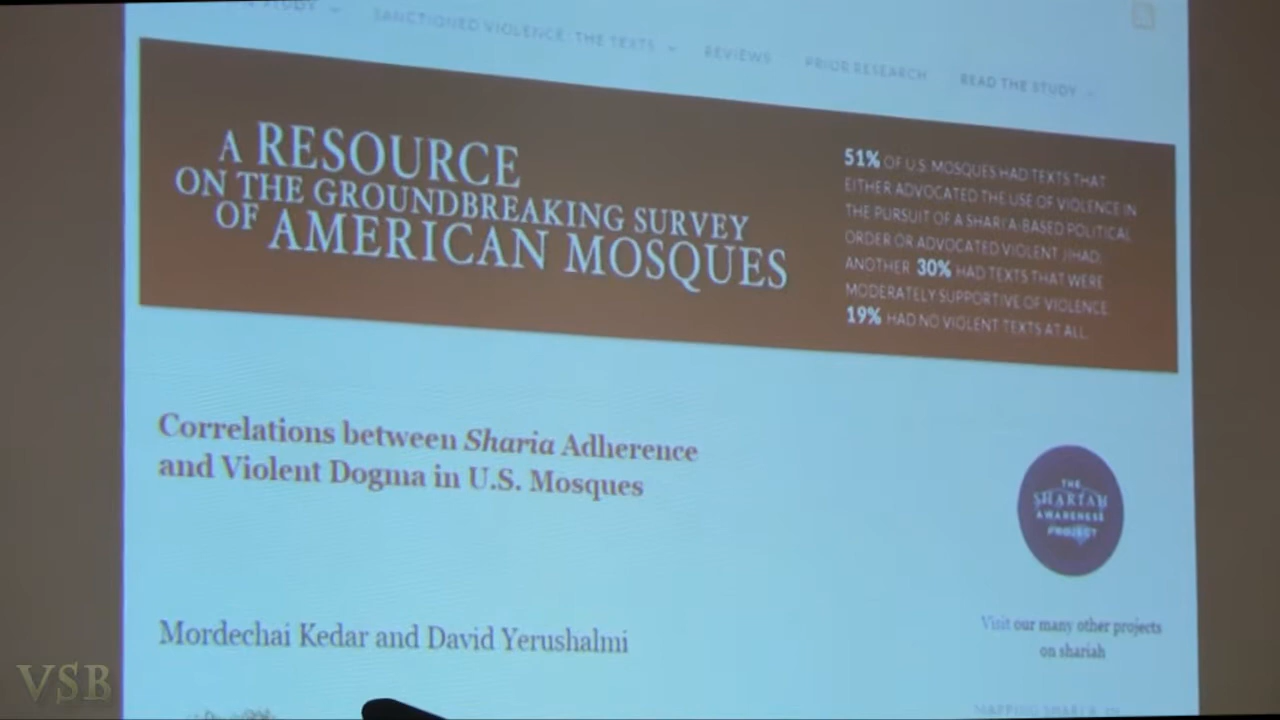 STUDY
SANCTIONED VIOLENCE: THE TEXTS
REVIEWS
PRIOR RESEARCH
READ THE STUDY
A RESOURCE
ON THE GROUNDBREAKING SURVEY
OF AMERICAN MOSQUES
51% OF U.S. MOSQUES HAD TEXTS THAT
EITHER ADVOCATED THE USE OF VIOLENCE IN
THE PURSUIT OF A SHARI'A-BASED POLITICAL
ORDER OR ADVOCATED VIOLENT JIHAD.
ANOTHER 30% HAD TEXTS THAT WERE
MODERATELY SUPPORTIVE OF VIOLENCE.
19% HAD NO VIOLENT TEXTS AT ALL.
Correlations between Sharia Adherence
and Violent Dogma in U.S. Mosques
THE
SHARIAH
AWARENESS
PROJECT
Mordechai Kedar and David Yerushalmi
Visit our many other projects
on shariah
VSB